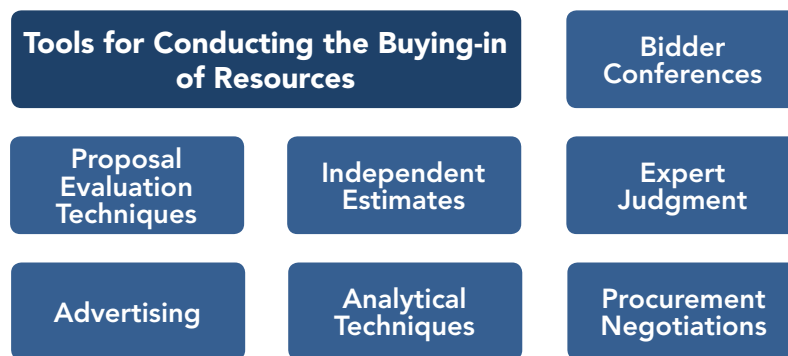 Tools for Conducting the Buying-in
of Resources
Bidder
Conferences
Proposal
Evaluation
Techniques
Independent
Estimates
Expert
Judgment
Advertising
Analytical
Techniques
Procurement
Negotiations